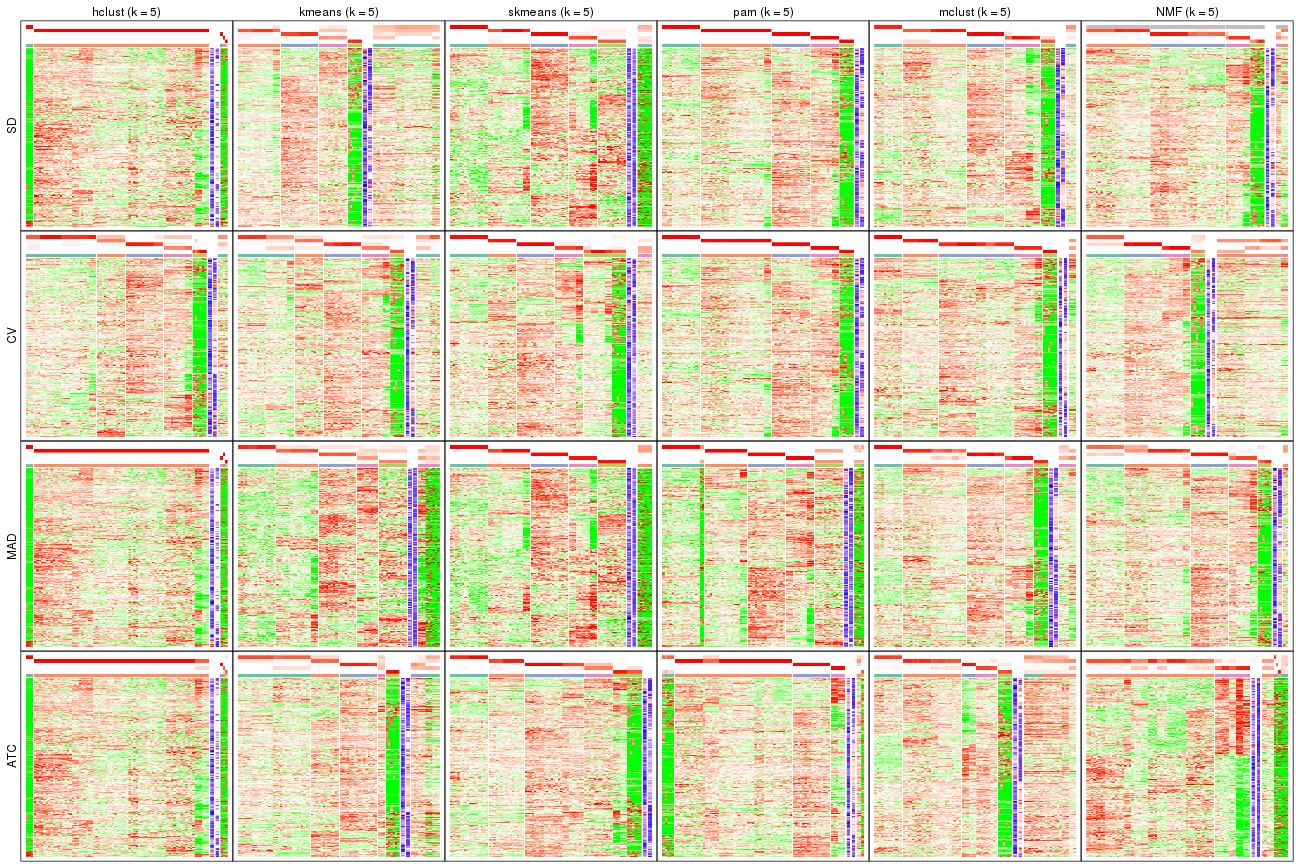 hclust (k = 5) kmeans (k = 5) skmeans (k = 5) pam (k = 5) mclust (k = 5) NMF (k = 5)
SD
CV
MAD
ATC